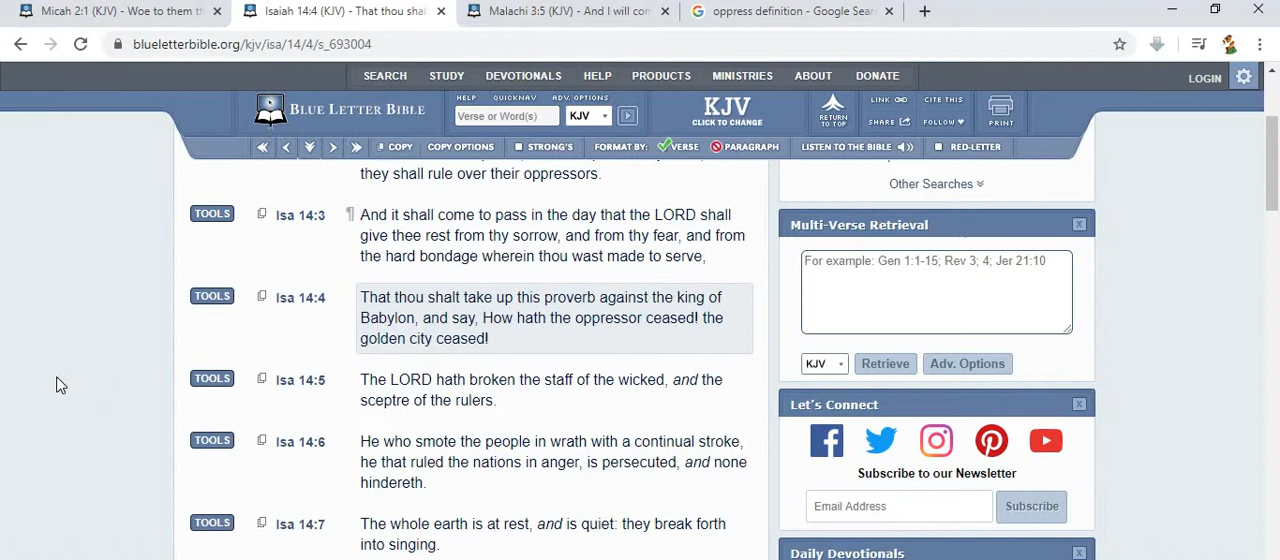 Micah 2:1 (KJV) - Woe to them th
Isaiah 14:4 (KJV) - That thou shal
Malachi 3:5 (KJV) - And I will com
oppress definition - Google Searc
blueletterbible.org/kjv/isa/14/4/s_693004
SEARCH STUDY DEVOTIONALS HELP PRODUCTS MINISTRIES ABOUT DONATE LOGIN
BLUE LETTER BIBLE
HELP QUICKNAV ADV. OPTIONS
Verse or Word(s) KJV
KJV
CLICK TO CHANGE
RETURN
TO TOP
LINK CITE THIS
SHARE FOLLOW
PRINT
COPY COPY OPTIONS STRONG'S FORMAT BY: VERSE PARAGRAPH LISTEN TO THE BIBLE RED-LETTER
they shall rule over their oppressors.
TOOLS Isa 14:3 ¶ And it shall come to pass in the day that the LORD shall
give thee rest from thy sorrow, and from thy fear, and from
the hard bondage wherein thou wast made to serve,
TOOLS Isa 14:4 That thou shalt take up this proverb against the king of
Babylon, and say, How hath the oppressor ceased! the
golden city ceased!
TOOLS Isa 14:5 The LORD hath broken the staff of the wicked, and the
sceptre of the rulers.
TOOLS Isa 14:6 He who smote the people in wrath with a continual stroke,
he that ruled the nations in anger, is persecuted, and none
hindereth.
TOOLS Isa 14:7 The whole earth is at rest, and is quiet: they break forth
into singing.
Other Searches
Multi-Verse Retrieval
For example: Gen 1:1-15; Rev 3; 4; Jer 21:10
KJV Retrieve Adv. Options
Let's Connect
Subscribe to our Newsletter
Email Address Subscribe
Daily Devotionals